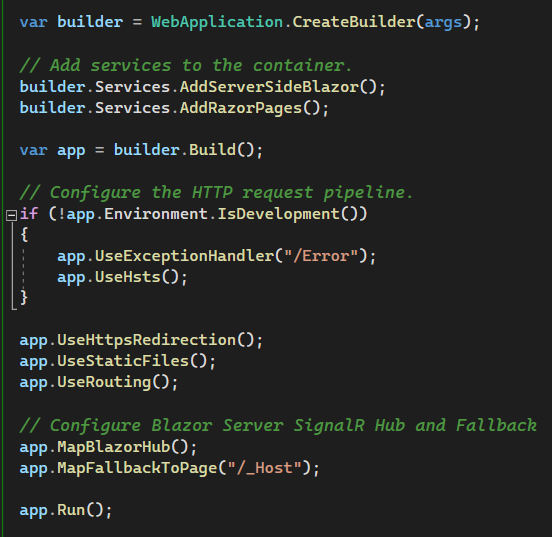 var builder = WebApplication.CreateBuilder(args);
// Add services to the container.
builder.Services.AddServerSideBlazor();
builder.Services.AddRazorPages();
var app = builder.Build();
// Configure the HTTP request pipeline.
if (!app.Environment.IsDevelopment())
{
app.UseExceptionHandler("/Error");
app.UseHsts();
}
app.UseHttpsRedirection();
app.UseStaticFiles();
app.UseRouting();
// Configure Blazor Server SignalR Hub and Fallback
app.MapBlazorHub();
app.MapFallbackToPage("/_Host");
app.Run();